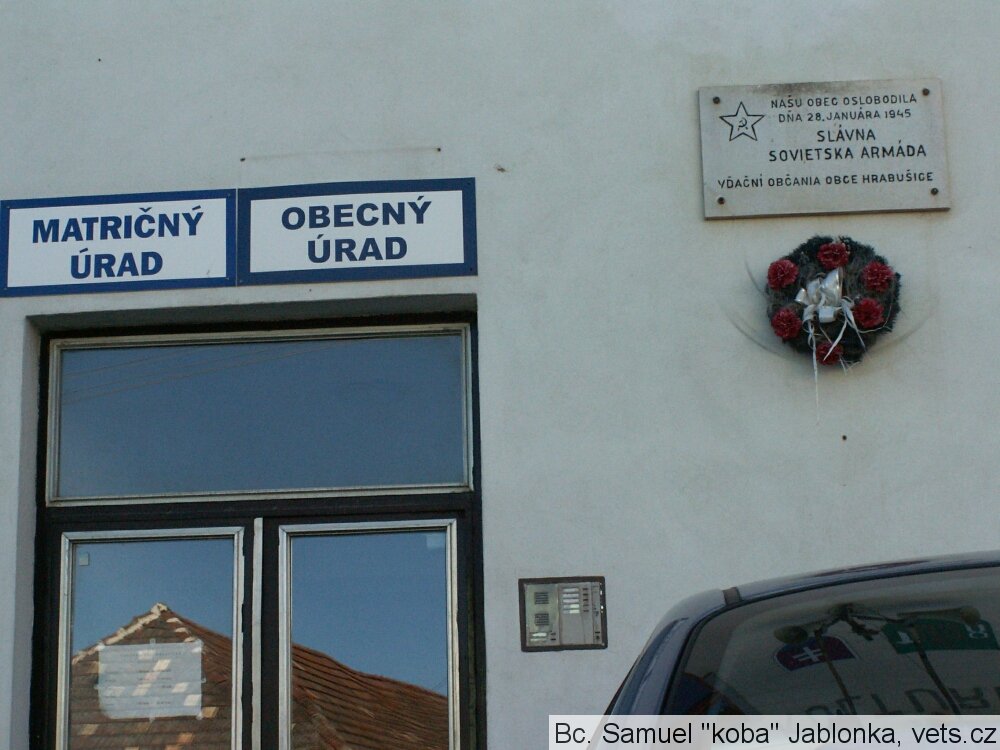 MATRIČNÝ
ÚRAD
OBECNÝ
ÚRAD
NAŠU OBEC OSLOBODILA
DŇA 28. JANUÁRA 1945
SLÁVNA
SOVIETSKA ARMÁDA
VĎAČNÍ OBČANIA OBCE HRABUŠICE
Bc. Samuel "koba" Jablonka, vets.cz